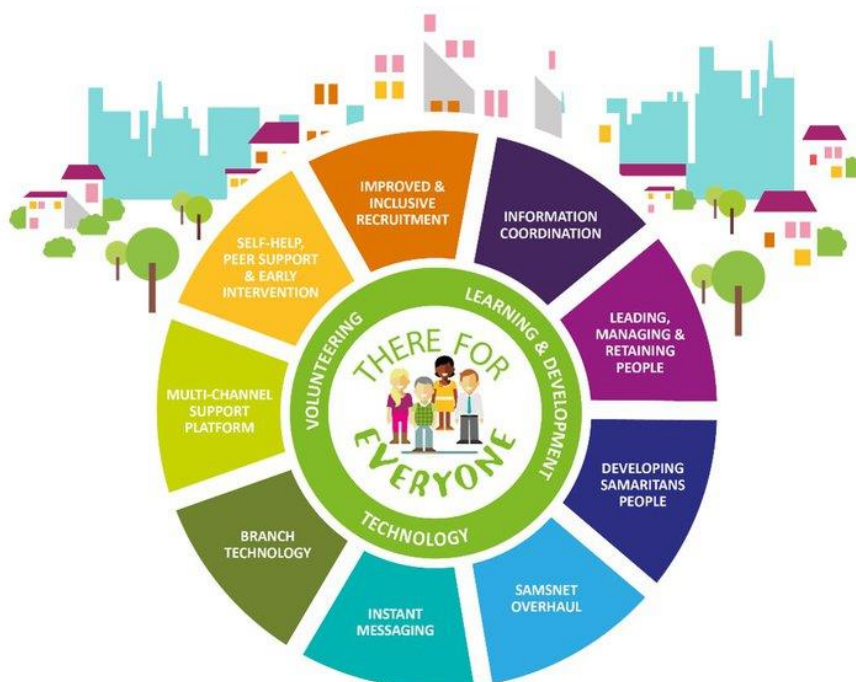 IMPROVED &
INCLUSIVE
RECRUITMENT
INFORMATION
COORDINATION
LEADING,
MANAGING &
RETAINING
PEOPLE
DEVELOPING
SAMARITANS
PEOPLE
SAMSNET
OVERHAUL
INSTANT
MESSAGING
BRANCH
TECHNOLOGY
MULTI-CHANNEL
SUPPORT
PLATFORM
SELF-HELP,
PEER SUPPORT
& EARLY
INTERVENTION
VOLUNTEERING
LEARNING & DEVELOPMENT
TECHNOLOGY
THERE FOR
EVERYONE